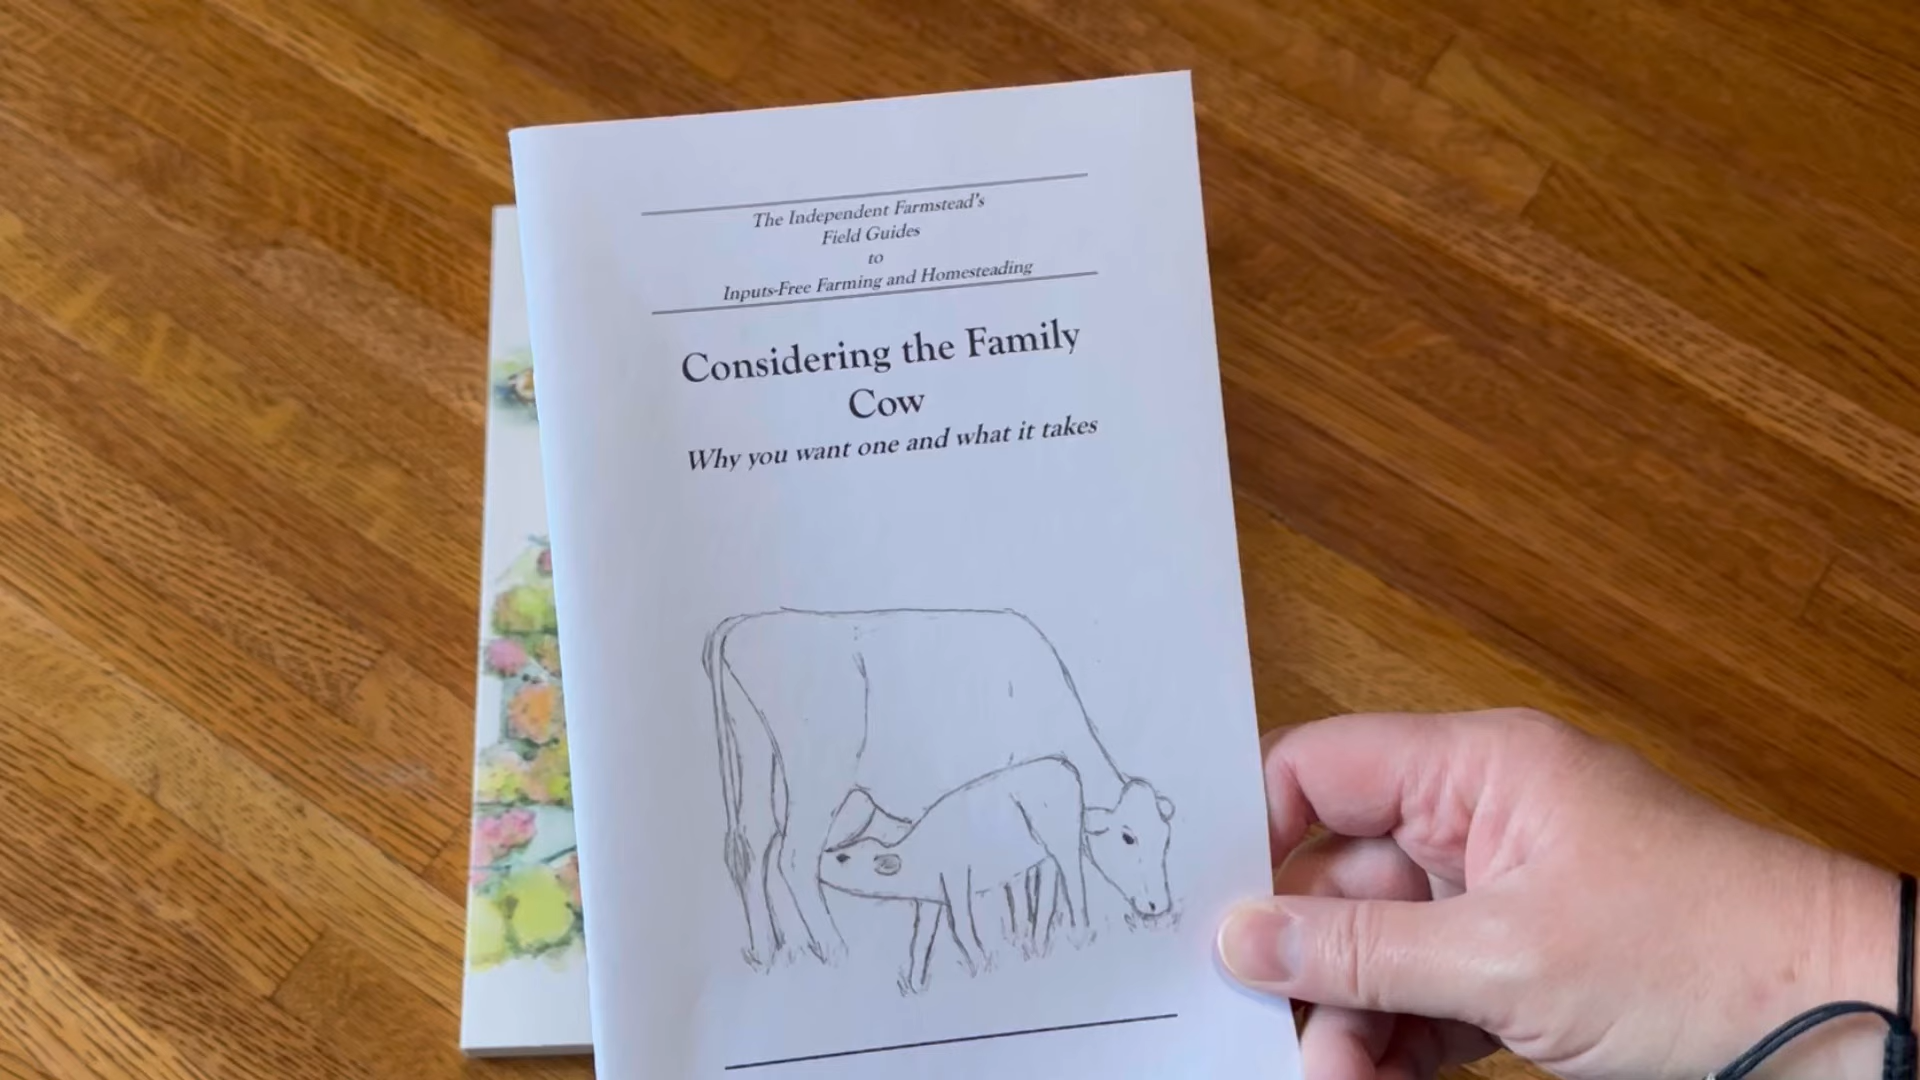 The Independent Farmstead's
Field Guides
to
Inputs-Free Farming and Homesteading
Considering the Family
Cow
Why you want one and what it takes